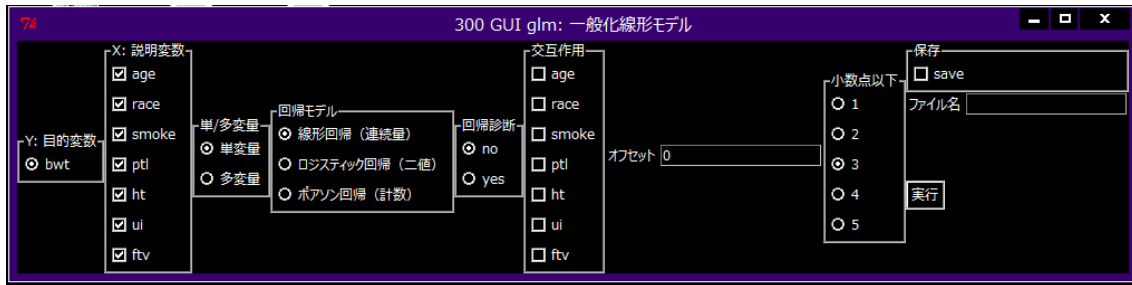 300 GUI glm: 一般化線形モデル
Y: 目的変数
bwt
X: 説明変数
age
race
smoke
ptl
ht
ui
ftv
単/多変量
単変量
多変量
回帰モデル
線形回帰（連続量）
ロジスティック回帰（二値）
ポアソン回帰（計数）
回帰診断
no
yes
交互作用
age
race
smoke
ptl
ht
ui
ftv
オフセット 0
小数点以下
1
2
3
4
5
保存
save
ファイル名
実行